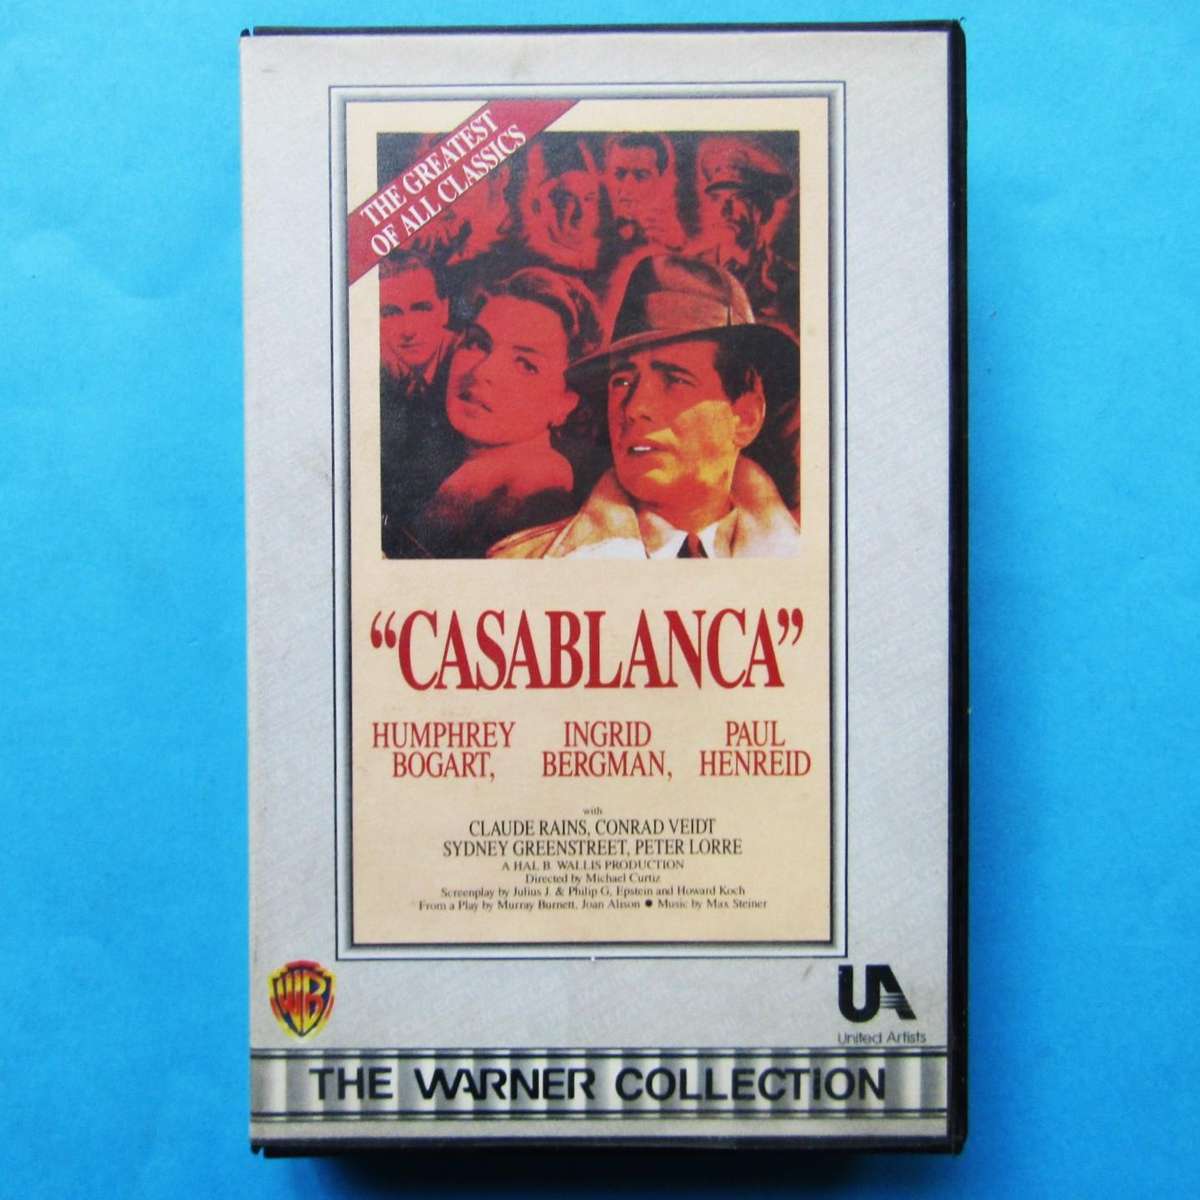 THE GREATEST
OF ALL CLASSICS
“CASABLANCA”
HUMPHREY
BOGART,
INGRID
BERGMAN,
PAUL
HENREID
with
CLAUDE RAINS, CONRAD VEIDT
SYDNEY GREENSTREET, PETER LORRE
A HAL B. WALLIS PRODUCTION
Directed by Michael Curtiz
Screenplay by Julius J. & Philip G. Epstein and Howard Koch
From a Play by Murray Burnett, Joan Alison ● Music by Max Steiner
WB
UA
United Artists
THE WARNER COLLECTION